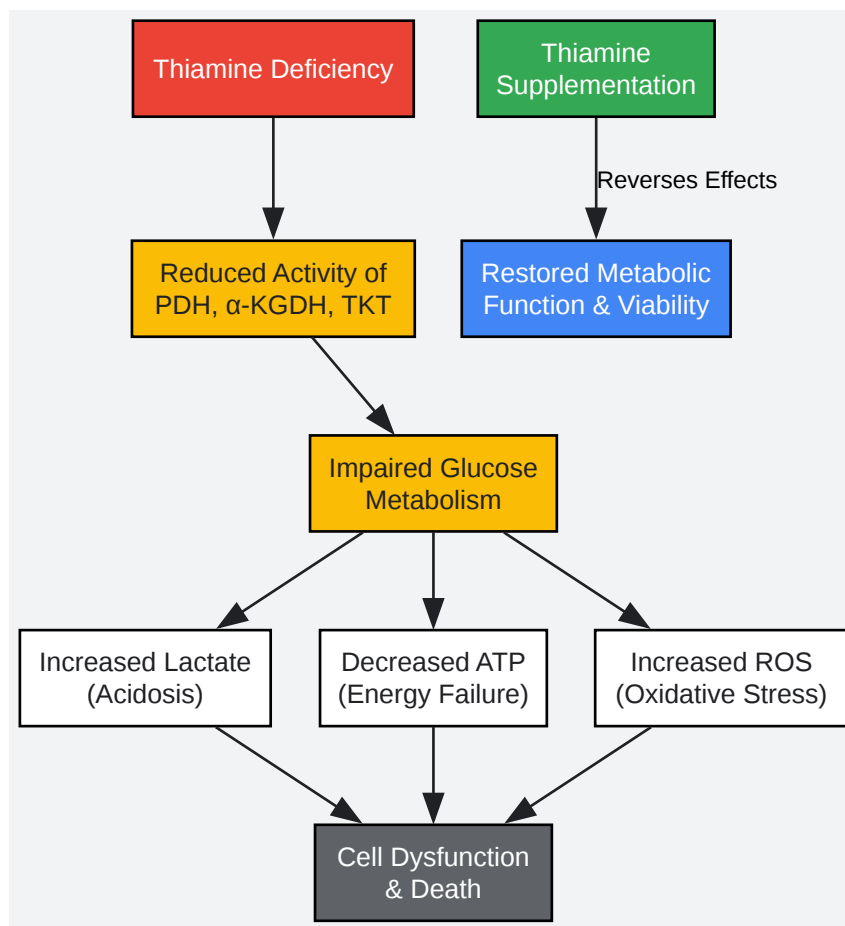 Thiamine Deficiency
Thiamine
Supplementation
Reverses Effects
Reduced Activity of
PDH, α-KGDH, TKT
Restored Metabolic
Function & Viability
Impaired Glucose
Metabolism
Increased Lactate
(Acidosis)
Decreased ATP
(Energy Failure)
Increased ROS
(Oxidative Stress)
Cell Dysfunction
& Death